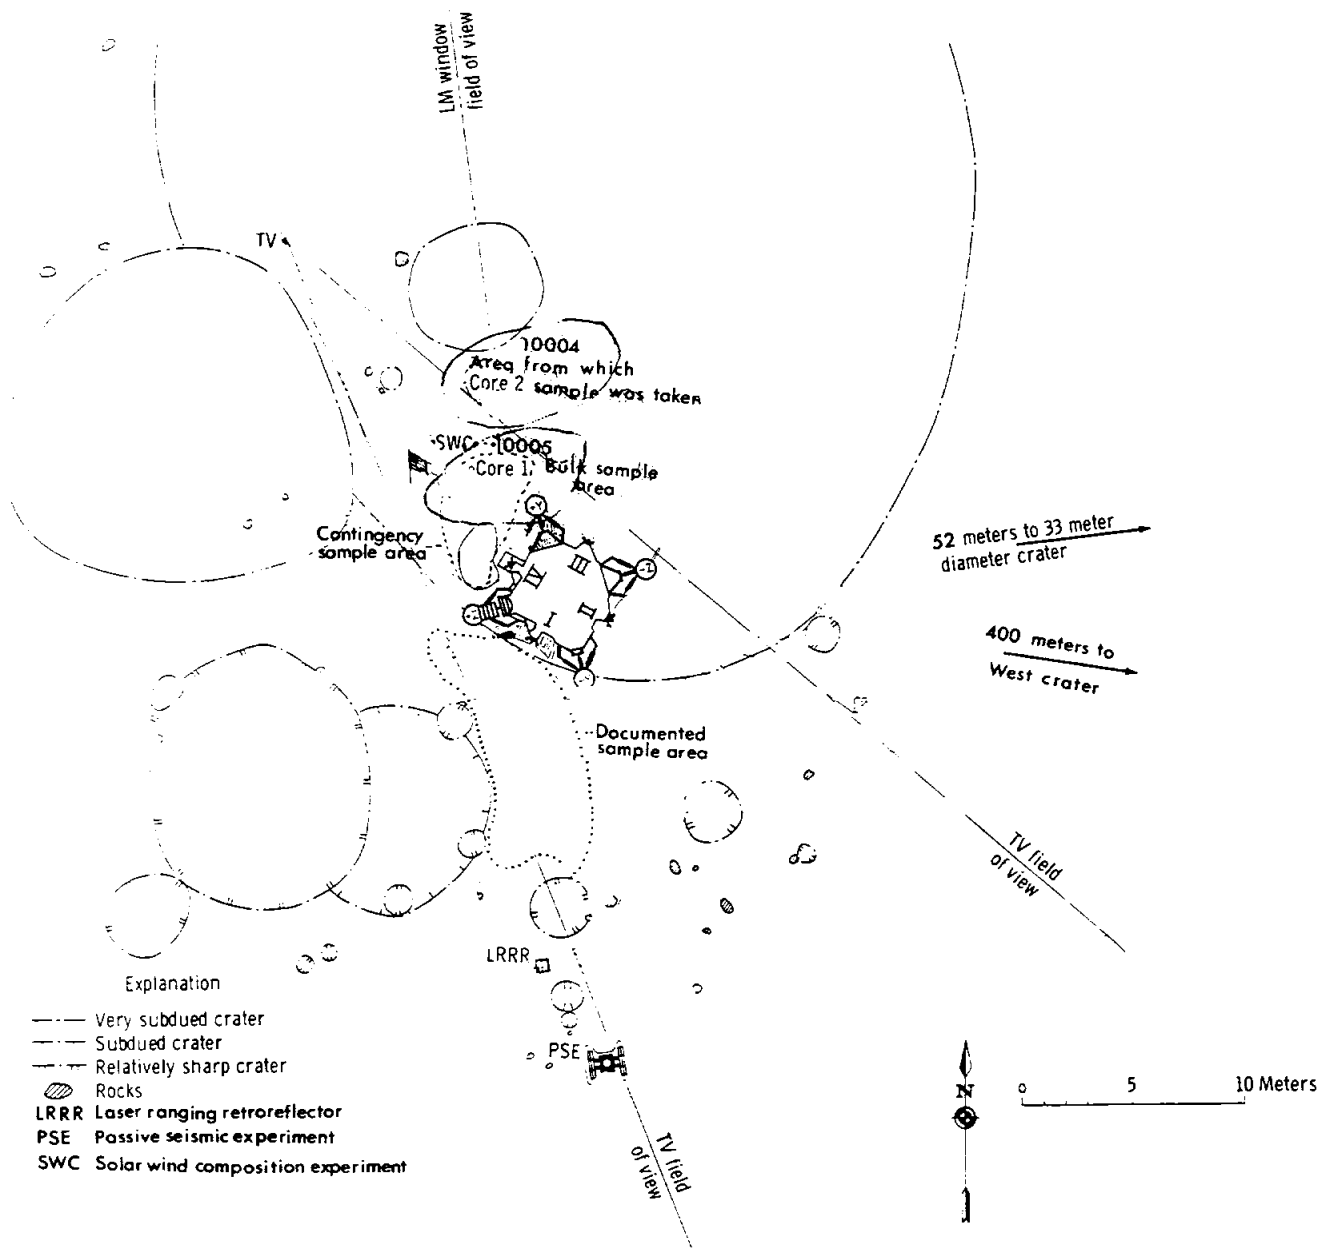 LM window
field of view
TV
10004
Area from which
Core 2 sample was taken
SWC 10005
Core 1 Bulk sample
area
Contingency
sample area
IV
III
I
II
-Z
52 meters to 33 meter
diameter crater
400 meters to
West crater
Documented
sample area
TV field
of view
LRRR
PSE
TV field
of view
Explanation
Very subdued crater
Subdued crater
Relatively sharp crater
Rocks
LRRR Laser ranging retroreflector
PSE Passive seismic experiment
SWC Solar wind composition experiment
N
0 5 10 Meters